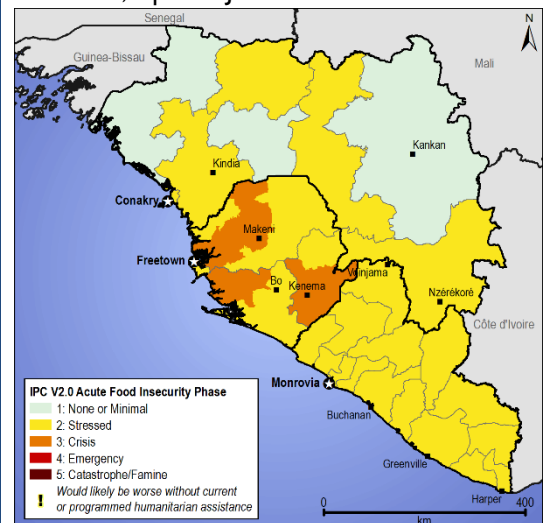 Senegal
N
Guinea-Bissau
Mali
Kankan
Kindia
Conakry
Makeni
Freetown
Voinjama
Bo
Kenema
Nzérékoré
Côte d'Ivoire
IPC V2.0 Acute Food Insecurity Phase
1: None or Minimal
2: Stressed
3: Crisis
4: Emergency
5: Catastrophe/Famine
! Would likely be worse without current
or programmed humanitarian assistance
Monrovia
Buchanan
Greenville
Harper
0 400
km